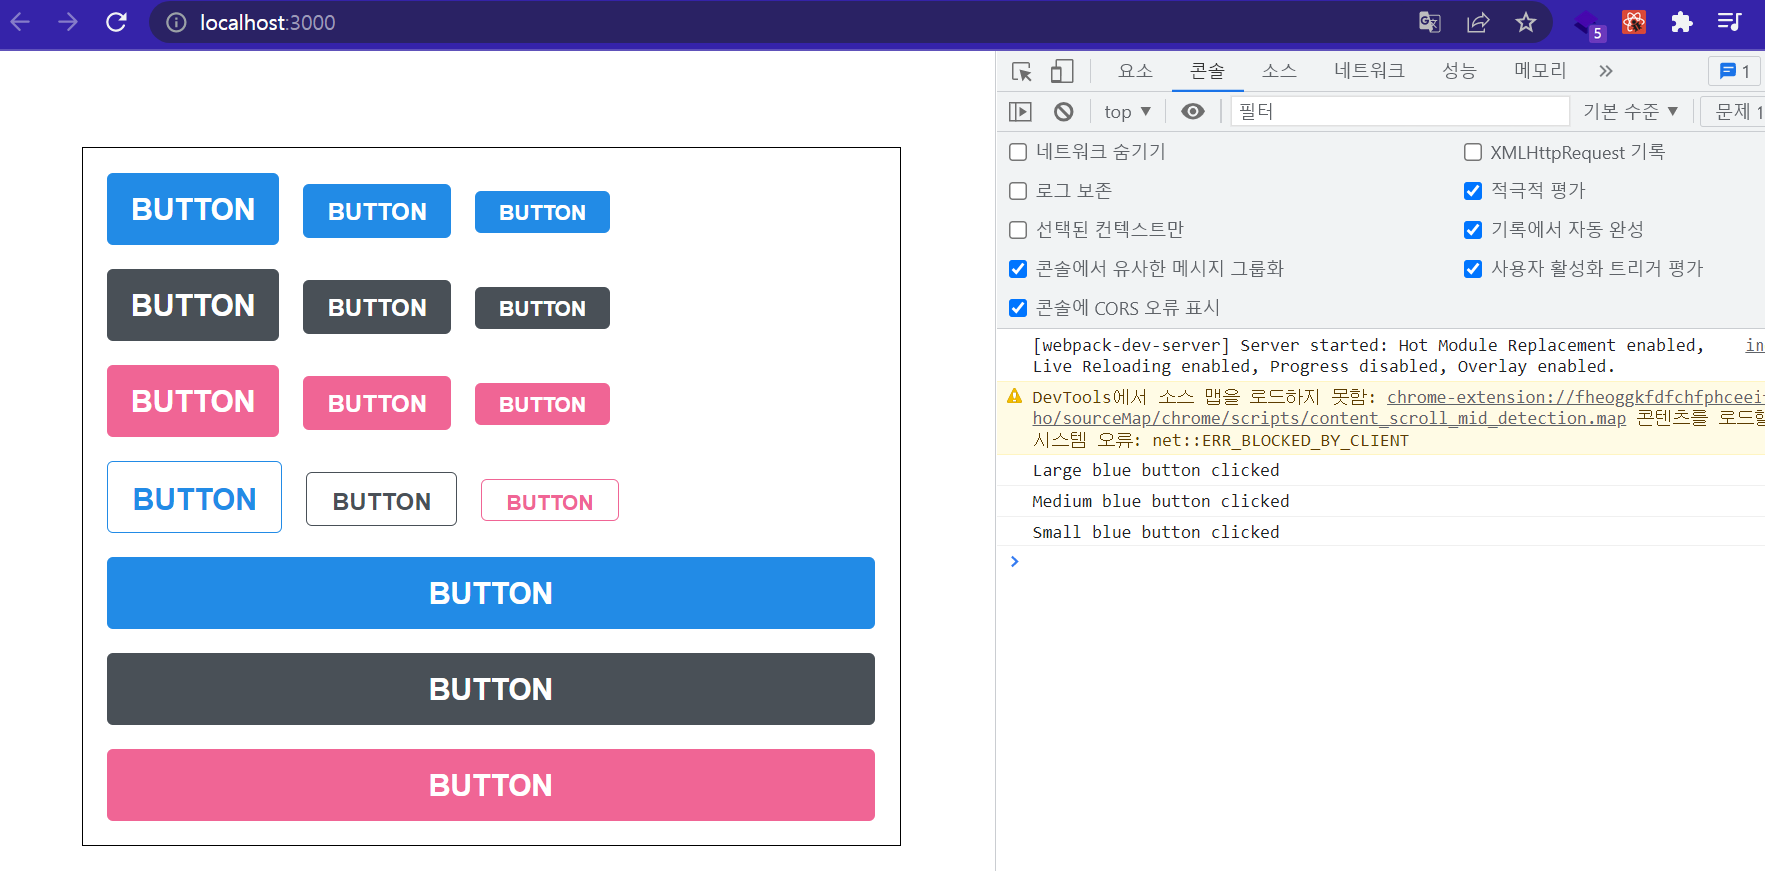 localhost:3000
5
요소 콘솔 소스 네트워크 성능 메모리 » 1
top ▼ 필터 기본 수준 ▼ 문제 1
네트워크 숨기기 XMLHttpRequest 기록
로그 보존 적극적 평가
선택된 컨텍스트만 기록에서 자동 완성
콘솔에서 유사한 메시지 그룹화 사용자 활성화 트리거 평가
콘솔에 CORS 오류 표시
[webpack-dev-server] Server started: Hot Module Replacement enabled, in
Live Reloading enabled, Progress disabled, Overlay enabled.
DevTools에서 소스 맵을 로드하지 못함: chrome-extension://fheoggkfdfchfphceeif
ho/sourceMap/chrome/scripts/content_scroll_mid_detection.map 콘텐츠를 로드할
시스템 오류: net::ERR_BLOCKED_BY_CLIENT
Large blue button clicked
Medium blue button clicked
Small blue button clicked
BUTTON BUTTON BUTTON
BUTTON BUTTON BUTTON
BUTTON BUTTON BUTTON
BUTTON BUTTON BUTTON
BUTTON
BUTTON
BUTTON